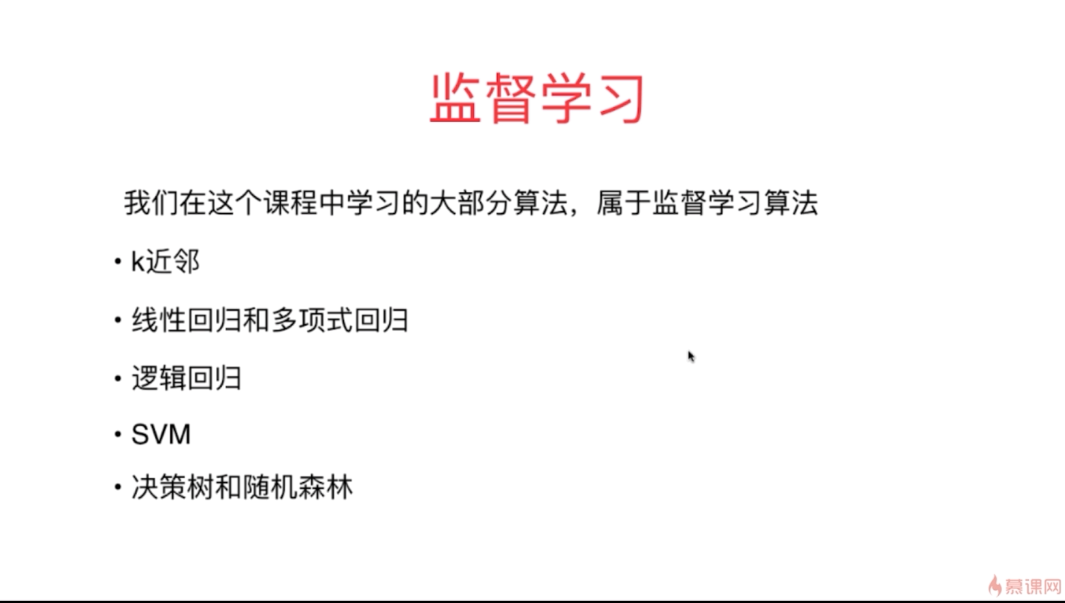 监督学习
我们在这个课程中学习的大部分算法，属于监督学习算法
• k近邻
• 线性回归和多项式回归
• 逻辑回归
• SVM
• 决策树和随机森林
慕课网